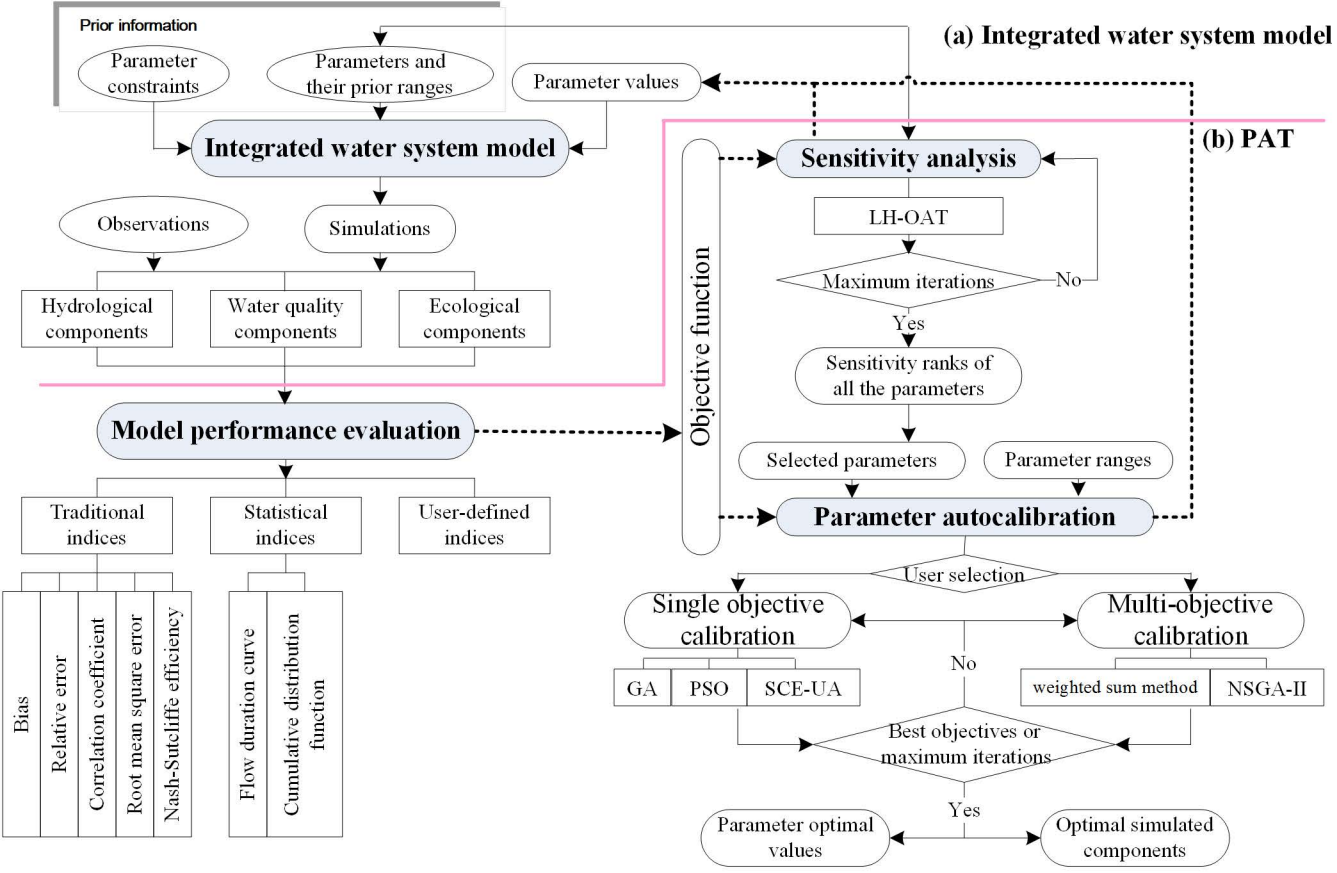 Prior information
Parameter
constraints
Parameters and
their prior ranges
Parameter values
(a) Integrated water system model
Integrated water system model
(b) PAT
Observations
Simulations
Hydrological
components
Water quality
components
Ecological
components
Model performance evaluation
Traditional
indices
Statistical
indices
User-defined
indices
Bias
Relative error
Correlation coefficient
Root mean square error
Nash-Sutcliffe efficiency
Flow duration curve
Cumulative distribution
function
Objective function
Sensitivity analysis
LH-OAT
Maximum iterations
No
Yes
Sensitivity ranks of
all the parameters
Selected parameters
Parameter ranges
Parameter autocalibration
User selection
Single objective
calibration
Multi-objective
calibration
GA
PSO
SCE-UA
No
weighted sum method
NSGA-II
Best objectives or
maximum iterations
Yes
Parameter optimal
values
Optimal simulated
components